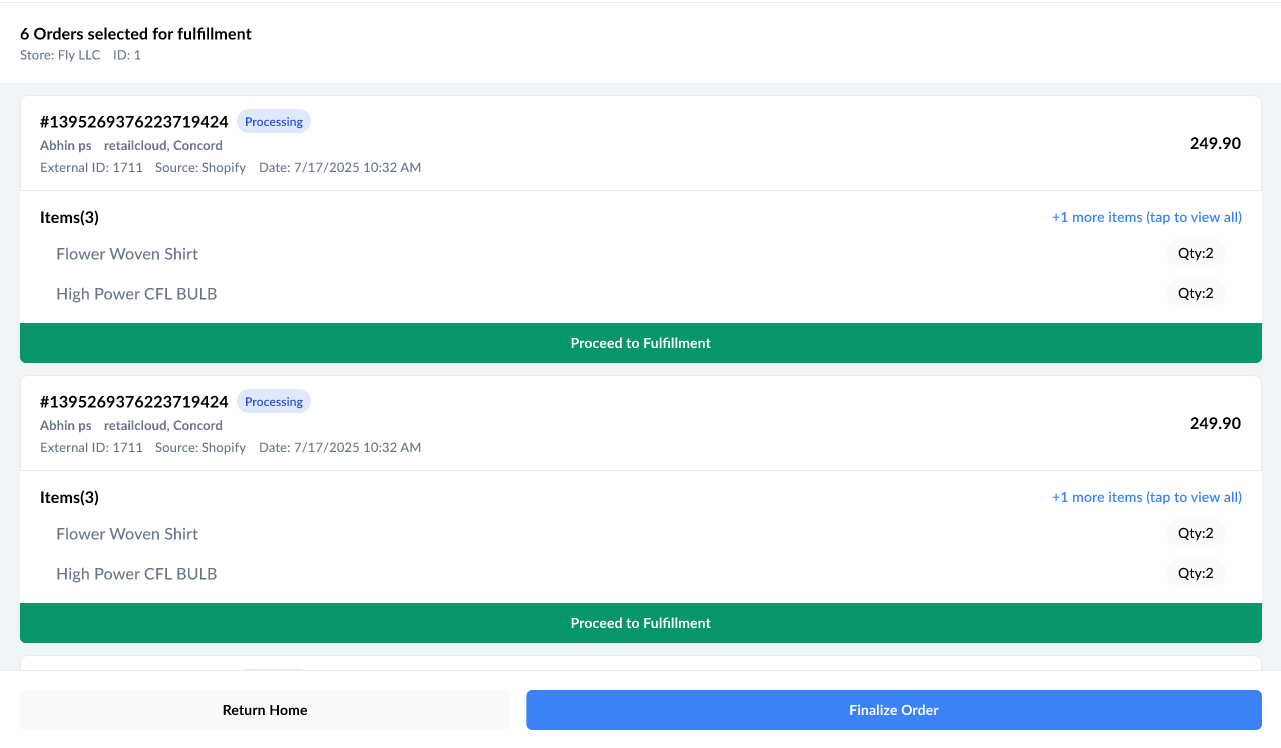 6 Orders selected for fulfillment
Store: Fly LLC ID: 1
#1395269376223719424 Processing
Abhin ps retailcloud, Concord
249.90
External ID: 1711 Source: Shopify Date: 7/17/2025 10:32 AM
Items(3) +1 more items (tap to view all)
Flower Woven Shirt Qty:2
High Power CFL BULB Qty:2
Proceed to Fulfillment
#1395269376223719424 Processing
Abhin ps retailcloud, Concord
249.90
External ID: 1711 Source: Shopify Date: 7/17/2025 10:32 AM
Items(3) +1 more items (tap to view all)
Flower Woven Shirt Qty:2
High Power CFL BULB Qty:2
Proceed to Fulfillment
Return Home Finalize Order